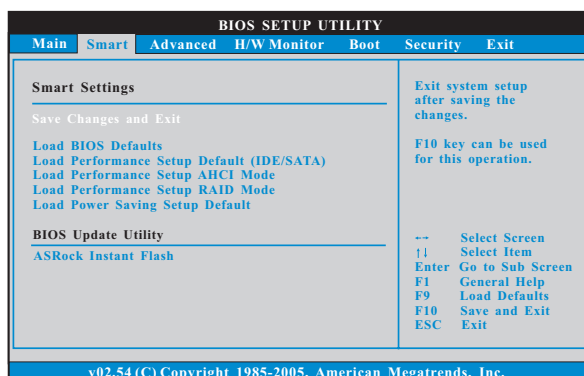 BIOS SETUP UTILITY
Main Smart Advanced H/W Monitor Boot Security Exit
Smart Settings
Save Changes and Exit
Load BIOS Defaults
Load Performance Setup Default (IDE/SATA)
Load Performance Setup AHCI Mode
Load Performance Setup RAID Mode
Load Power Saving Setup Default
BIOS Update Utility
ASRock Instant Flash
Exit system setup
after saving the
changes.
F10 key can be used
for this operation.
←→ Select Screen
↑↓ Select Item
Enter Go to Sub Screen
F1 General Help
F9 Load Defaults
F10 Save and Exit
ESC Exit
v02.54 (C) Copyright 1985-2005, American Megatrends, Inc.